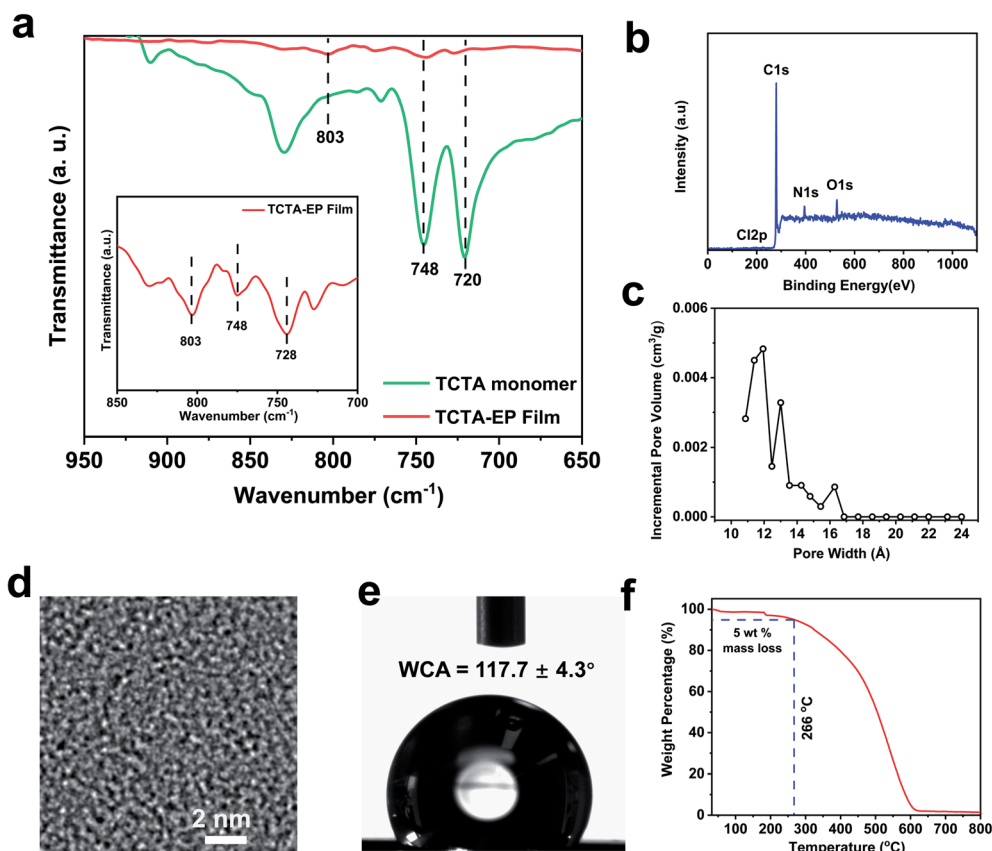 a
Transmittance (a. u.)
803
748
720
TCTA-EP Film
Transmittance (a.u.)
803
748
728
850
800
750
700
Wavenumber (cm⁻¹)
TCTA monomer
TCTA-EP Film
950
900
850
800
750
700
650
Wavenumber (cm⁻¹)
b
Intensity (a.u)
C1s
N1s
O1s
Cl2p
0
200
400
600
800
1000
Binding Energy(eV)
c
Incremental Pore Volume (cm³/g)
0.006
0.004
0.002
0.000
10
12
14
16
18
20
22
24
Pore Width (Å)
d
2 nm
e
WCA = 117.7 ± 4.3°
f
Weight Percentage (%)
100
80
60
40
20
0
5 wt %
mass loss
266 °C
100
200
300
400
500
600
700
800
Temperature (°C)